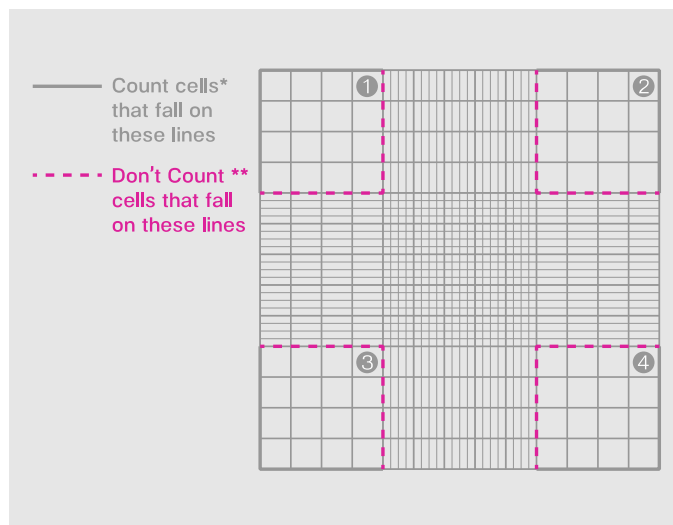 Count cells*
that fall on
these lines
Don't Count **
cells that fall
on these lines
1
2
3
4